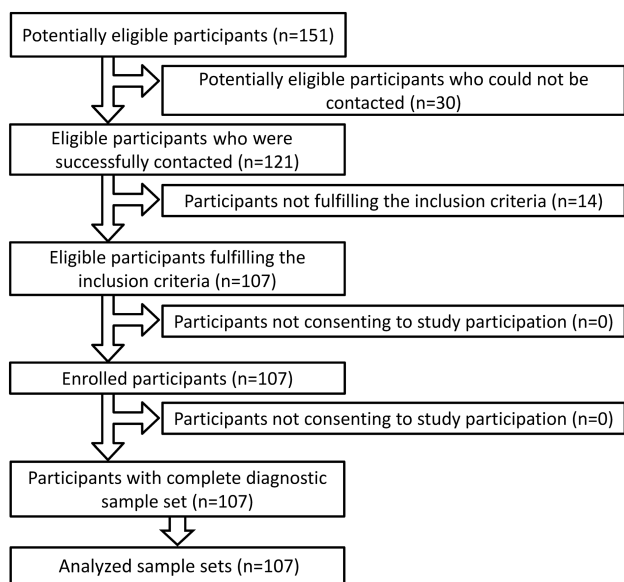 Potentially eligible participants (n=151)
Potentially eligible participants who could not be
contacted (n=30)
Eligible participants who were
successfully contacted (n=121)
Participants not fulfilling the inclusion criteria (n=14)
Eligible participants fulfilling the
inclusion criteria (n=107)
Participants not consenting to study participation (n=0)
Enrolled participants (n=107)
Participants not consenting to study participation (n=0)
Participants with complete diagnostic
sample set (n=107)
Analyzed sample sets (n=107)